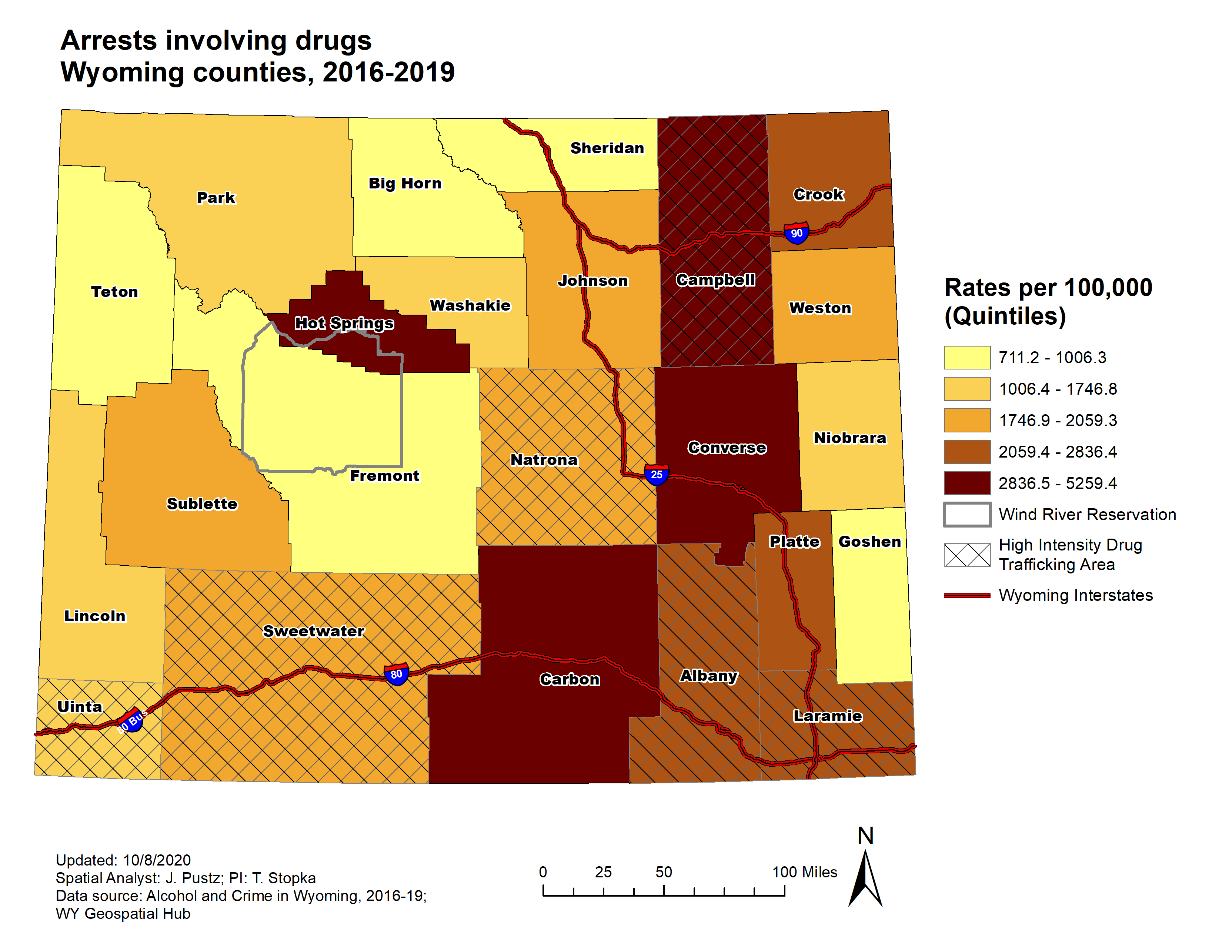 Arrests involving drugs
Wyoming counties, 2016-2019
Sheridan
Big Horn
Park
Crook
90
Teton
Johnson
Campbell
Washakie
Weston
Hot Springs
Niobrara
Converse
Natrona
25
Fremont
Sublette
Platte
Goshen
Lincoln
Sweetwater
80
Carbon
Albany
Uinta
Laramie
Rates per 100,000
(Quintiles)
711.2 - 1006.3
1006.4 - 1746.8
1746.9 - 2059.3
2059.4 - 2836.4
2836.5 - 5259.4
Wind River Reservation
High Intensity Drug
Trafficking Area
Wyoming Interstates
Updated: 10/8/2020
Spatial Analyst: J. Pustz; PI: T. Stopka
Data source: Alcohol and Crime in Wyoming, 2016-19;
WY Geospatial Hub
0 25 50 100 Miles
N